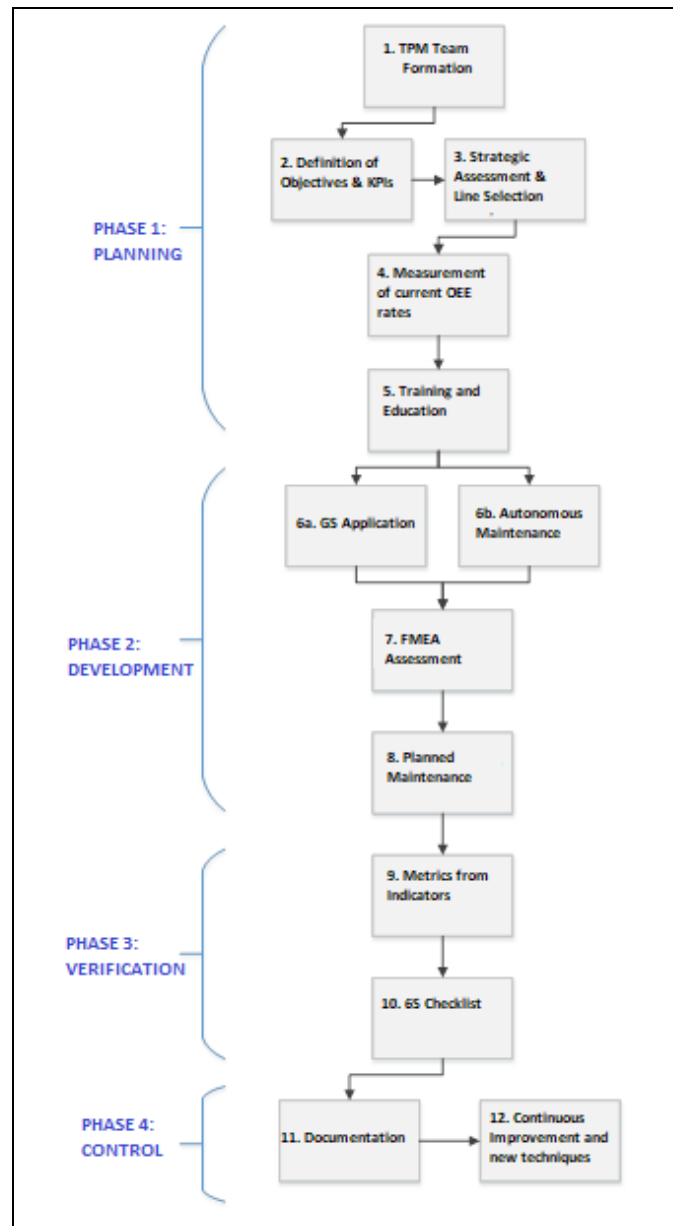 1. TPM Team
Formation
2. Definition of
Objectives & KPIs
3. Strategic
Assessment &
Line Selection
PHASE 1:
PLANNING
4. Measurement
of current OEE
rates
5. Training and
Education
6a. GS Application
6b. Autonomous
Maintenance
PHASE 2:
DEVELOPMENT
7. FMEA
Assessment
8. Planned
Maintenance
9. Metrics from
Indicators
PHASE 3:
VERIFICATION
10. 6S Checklist
PHASE 4:
CONTROL
11. Documentation
12. Continuous
Improvement and
new techniques